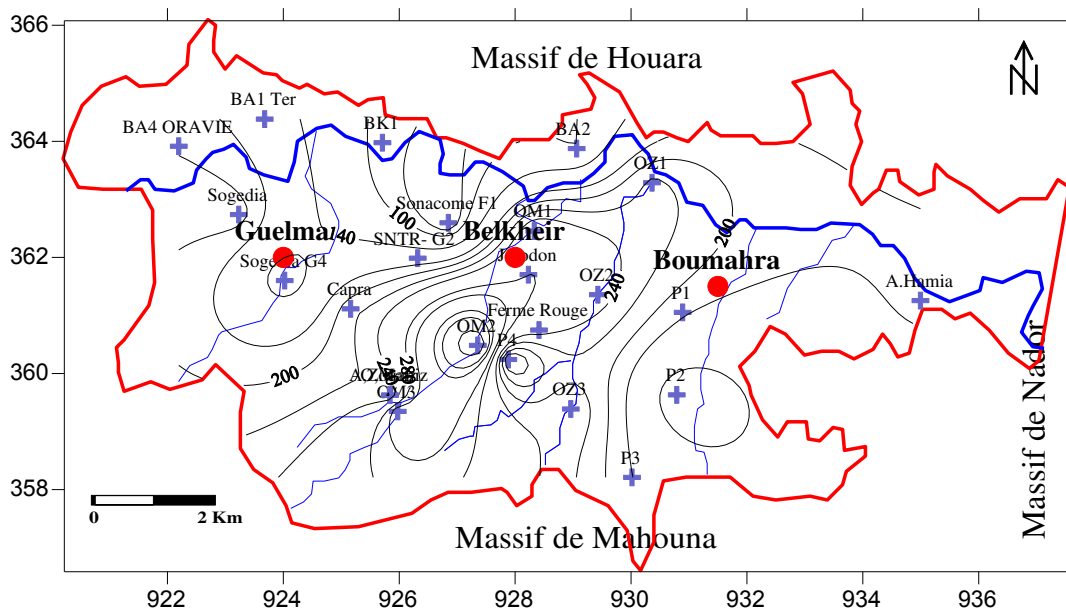 366
Massif de Houara
N
BA1 Ter
364
BA4 ORAVIE
BK1
BA2
OZ1
Sogedia
Sonacome F1
100
OM1
200
Guelma
140
SNTR- G2
Belkheir
362
Boumahra
Sogedia G4
OZ2
240
A.Hamia
Capra
P1
Ferme Rouge
OM2
P4
360
200
240
280
P2
OM3
OZ3
P3
358
0
2 Km
Massif de Mahouna
Massif de Nador
922
924
926
928
930
932
934
936